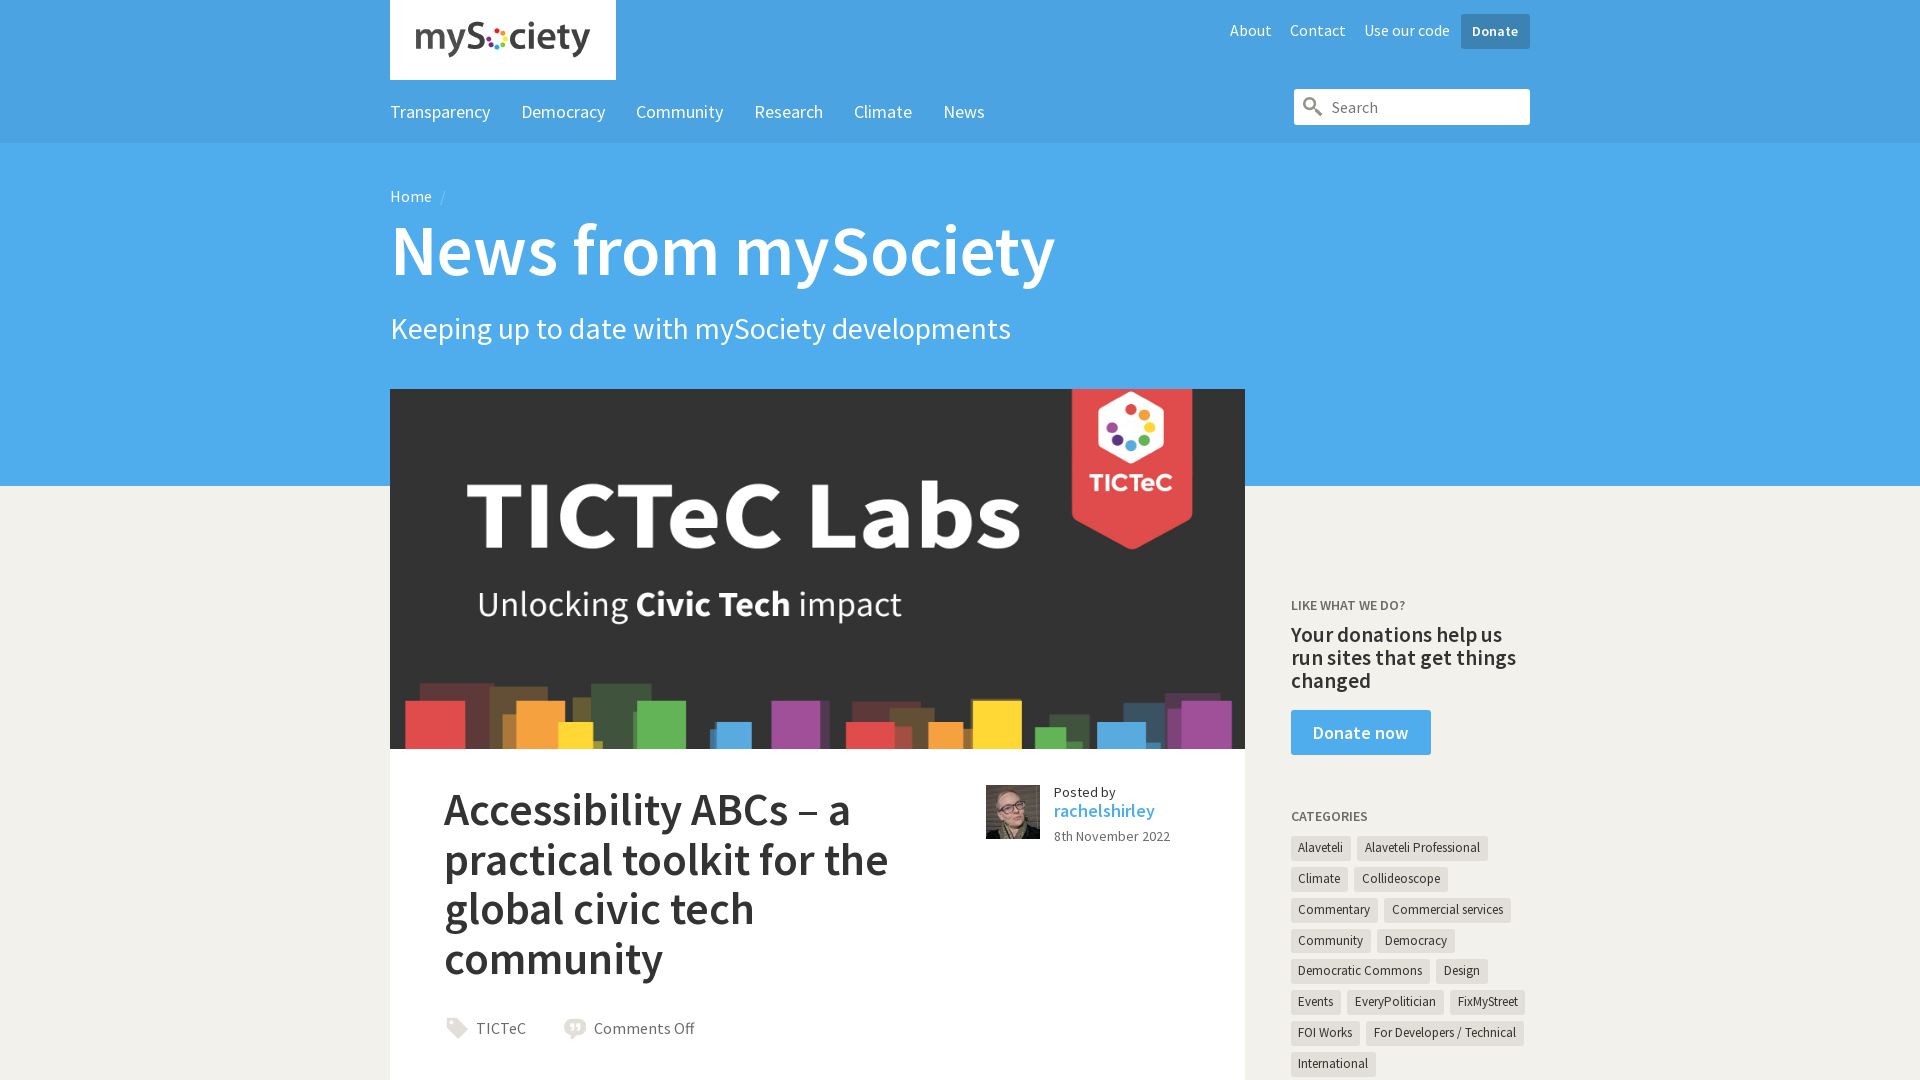 mySociety
About
Contact
Use our code
Donate
Transparency
Democracy
Community
Research
Climate
News
Search
Home /
News from mySociety
Keeping up to date with mySociety developments
TICTeC
TICTeC Labs
Unlocking Civic Tech impact
Accessibility ABCs – a
practical toolkit for the
global civic tech
community
Posted by
rachelshirley
8th November 2022
TICTeC
Comments Off
LIKE WHAT WE DO?
Your donations help us
run sites that get things
changed
Donate now
CATEGORIES
Alaveteli
Alaveteli Professional
Climate
Collideoscope
Commentary
Commercial services
Community
Democracy
Democratic Commons
Design
Events
EveryPolitician
FixMyStreet
FOI Works
For Developers / Technical
International